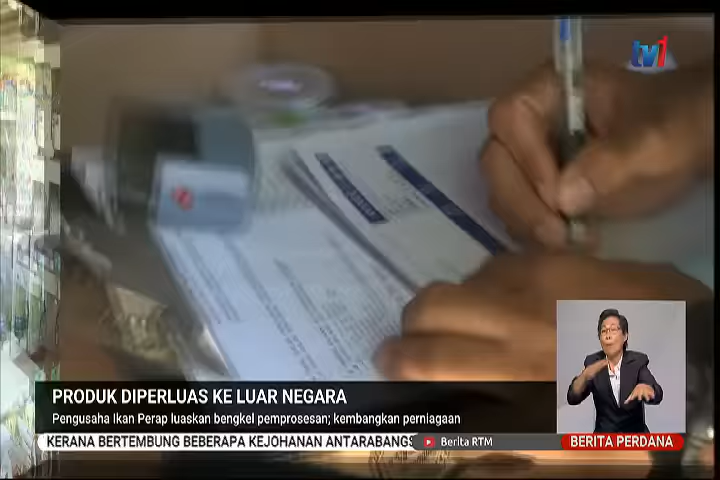 tv1
PRODUK DIPERLUAS KE LUAR NEGARA
Pengusaha Ikan Perap luaskan bengkel pemprosesan; kembangkan perniagaan
KERANA BERTEMBUNG BEBERAPA KEJOHANAN ANTARABANGS
Berita RTM
BERITA PERDANA